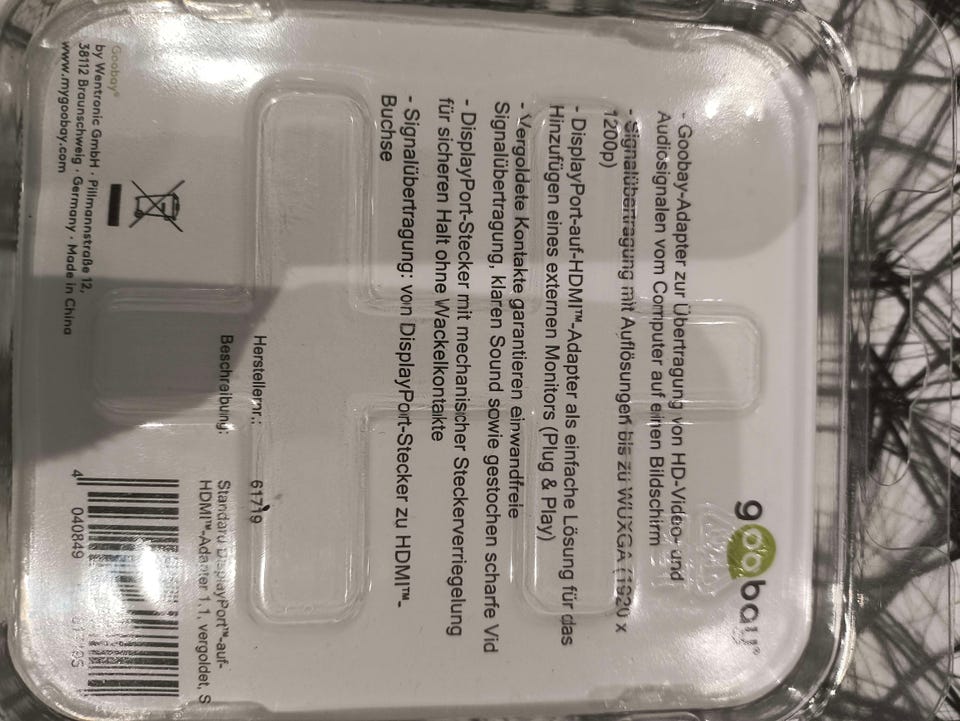 goobay®
- Goobay-Adapter zur Übertragung von HD-Video- und
Audiosignalen vom Computer auf einen Bildschirm
- Signalübertragung mit Auflösungen bis zu WUXGA (1920 x
1200p)
- DisplayPort-auf-HDMI™-Adapter als einfache Lösung für das
Hinzufügen eines externen Monitors (Plug & Play)
- Vergoldete Kontakte garantieren einwandfreie
Signalübertragung, klaren Sound sowie gestochen scharfe Vid
- DisplayPort-Stecker mit mechanischer Steckerverriegelung
für sicheren Halt ohne Wackelkontakte
- Signalübertragung: von DisplayPort-Stecker zu HDMI™-
Buchse
Herstellernr.: 61719
Beschreibung: Standard DisplayPort™-auf-
HDMI™-Adapter 1.1, vergoldet, S
Goobay®
by Wentronic GmbH · Pillmannstraße 12,
38112 Braunschweig · Germany · Made in China
www.mygoobay.com
4 040849